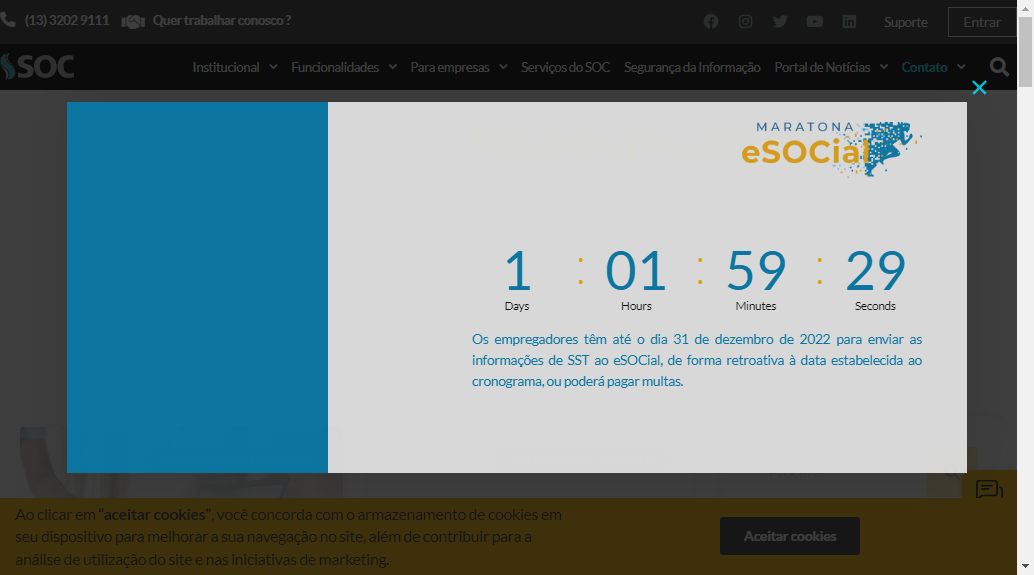 (13) 3202 9111 Quer trabalhar conosco ?
Suporte Entrar
SOC
Institucional Funcionalidades Para empresas Serviços do SOC Segurança da Informação Portal de Notícias Contato
MARATONA
eSOCial
1 : 01 : 59 : 29
Days Hours Minutes Seconds
Os empregadores têm até o dia 31 de dezembro de 2022 para enviar as
informações de SST ao eSOCial, de forma retroativa à data estabelecida ao
cronograma, ou poderá pagar multas.
Ao clicar em “aceitar cookies”, você concorda com o armazenamento de cookies em
seu dispositivo para melhorar a sua navegação no site, além de contribuir para a
análise de utilização do site e nas iniciativas de marketing.
Aceitar cookies